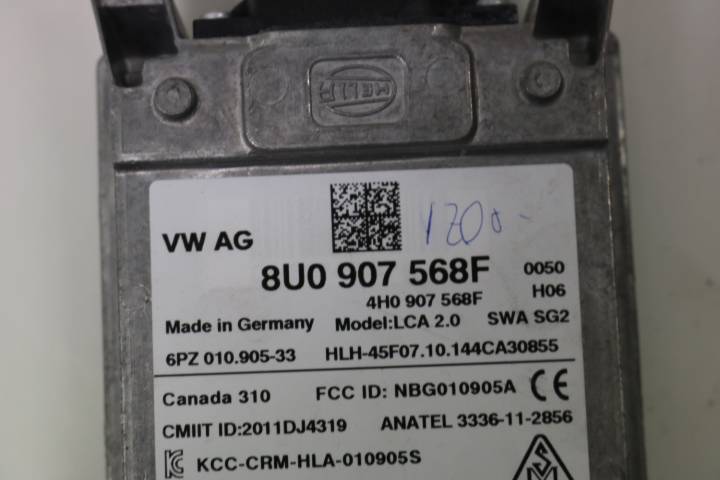 HELLA
VW AG
1200-
8U0 907 568F 0050
4H0 907 568F H06
Made in Germany Model:LCA 2.0 SWA SG2
6PZ 010.905-33 HLH-45F07.10.144CA30855
Canada 310 FCC ID: NBG010905A CE
CMIIT ID:2011DJ4319 ANATEL 3336-11-2856
KCC-CRM-HLA-010905S